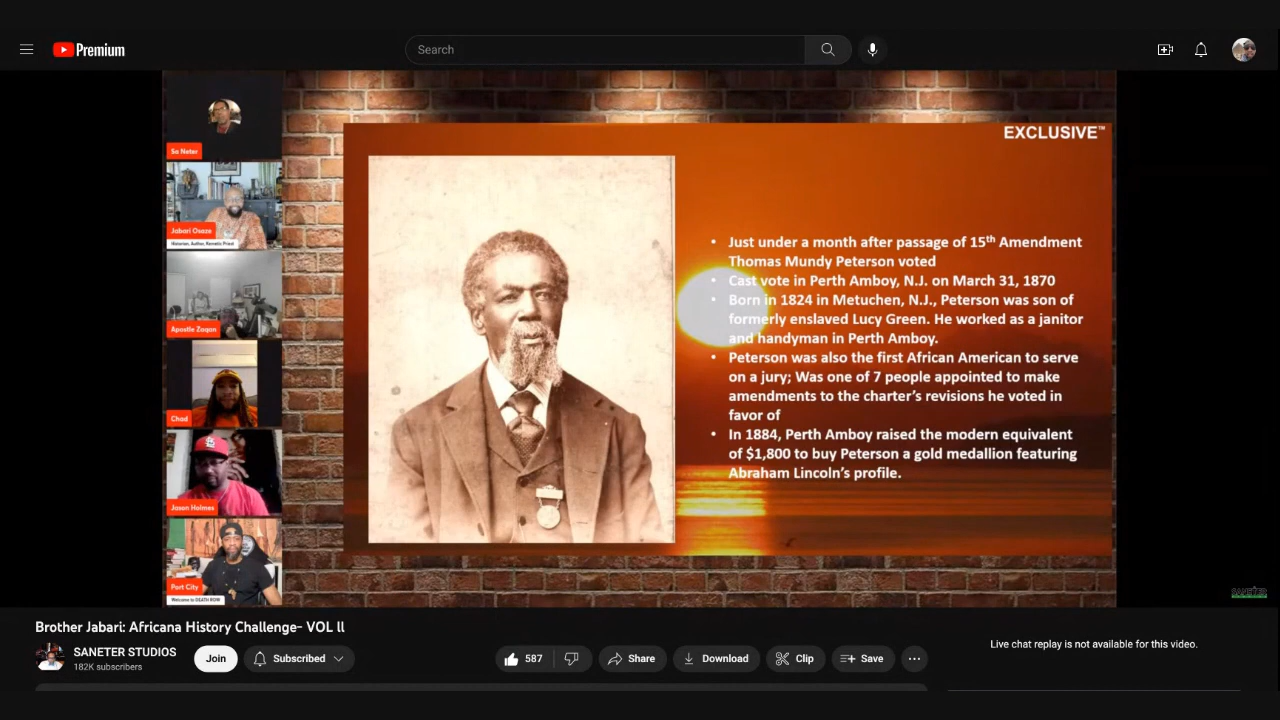 Premium
Search
EXCLUSIVE™
Sa Neter
Jabari Osaze
Historian, Author, Kemetic Priest
Apostle Zaqan
Chad
Jason Holmes
Port City
Welcome to DEATH ROW
• Just under a month after passage of 15th Amendment
Thomas Mundy Peterson voted
• Cast vote in Perth Amboy, N.J. on March 31, 1870
• Born in 1824 in Metuchen, N.J., Peterson was son of
formerly enslaved Lucy Green. He worked as a janitor
and handyman in Perth Amboy.
• Peterson was also the first African American to serve
on a jury; Was one of 7 people appointed to make
amendments to the charter's revisions he voted in
favor of
• In 1884, Perth Amboy raised the modern equivalent
of $1,800 to buy Peterson a gold medallion featuring
Abraham Lincoln's profile.
SANETER
Brother Jabari: Africana History Challenge- VOL ll
SANETER STUDIOS
182K subscribers
Join
Subscribed
587
Share
Download
Clip
Save
Live chat replay is not available for this video.